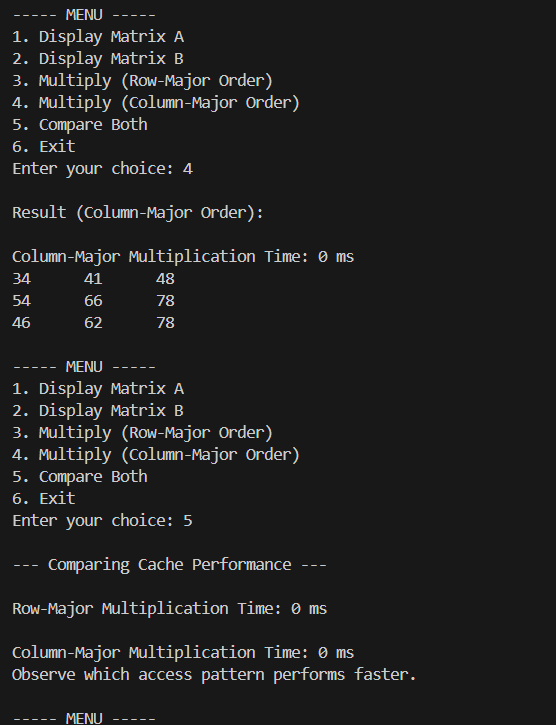 ----- MENU -----
1. Display Matrix A
2. Display Matrix B
3. Multiply (Row-Major Order)
4. Multiply (Column-Major Order)
5. Compare Both
6. Exit
Enter your choice: 4
Result (Column-Major Order):
Column-Major Multiplication Time: 0 ms
34      41      48
54      66      78
46      62      78
----- MENU -----
1. Display Matrix A
2. Display Matrix B
3. Multiply (Row-Major Order)
4. Multiply (Column-Major Order)
5. Compare Both
6. Exit
Enter your choice: 5
--- Comparing Cache Performance ---
Row-Major Multiplication Time: 0 ms
Column-Major Multiplication Time: 0 ms
Observe which access pattern performs faster.
----- MENU -----